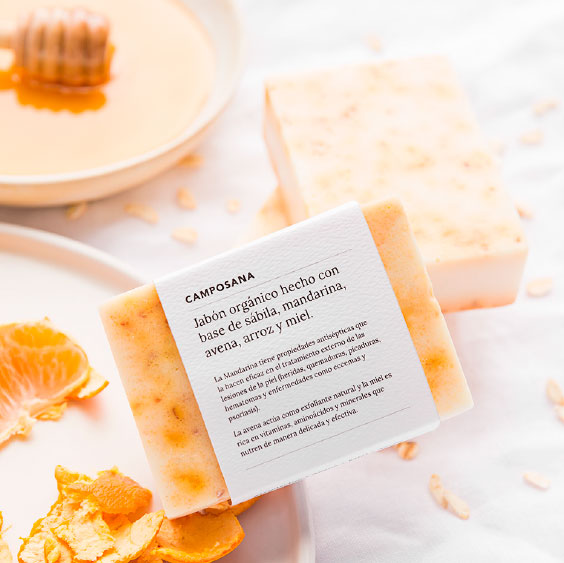 CAMPOSANA
Jabón orgánico hecho con
base de sábila, mandarina,
avena, arroz y miel.
La Mandarina tiene propiedades antisépticas que
la hacen eficaz en el tratamiento externo de las
lesiones de la piel (heridas, quemaduras, picaduras,
hematomas y enfermedades como eccemas y
psoriasis).
La avena actúa como exfoliante natural y la miel es
rica en vitaminas, aminoácidos y minerales que
nutren de manera delicada y efectiva.